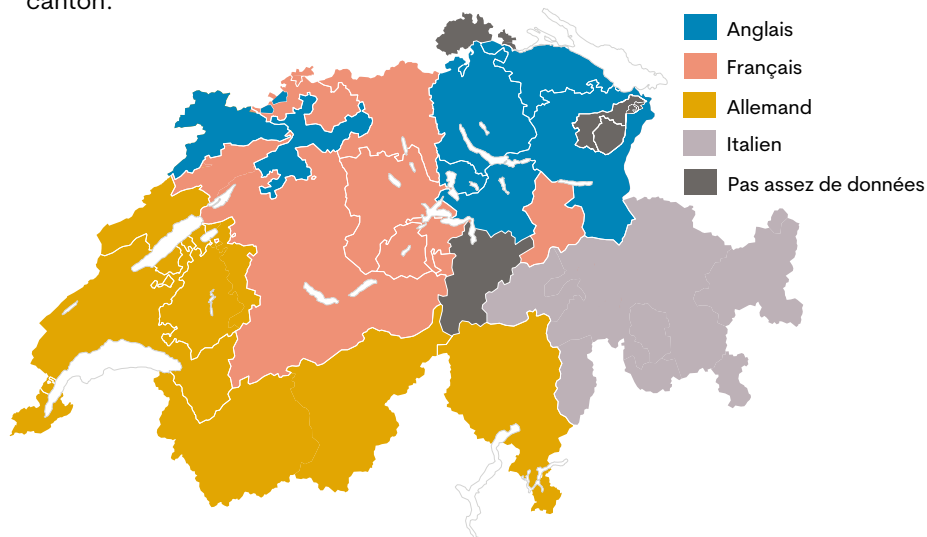 canton.
Anglais
Français
Allemand
Italien
Pas assez de données